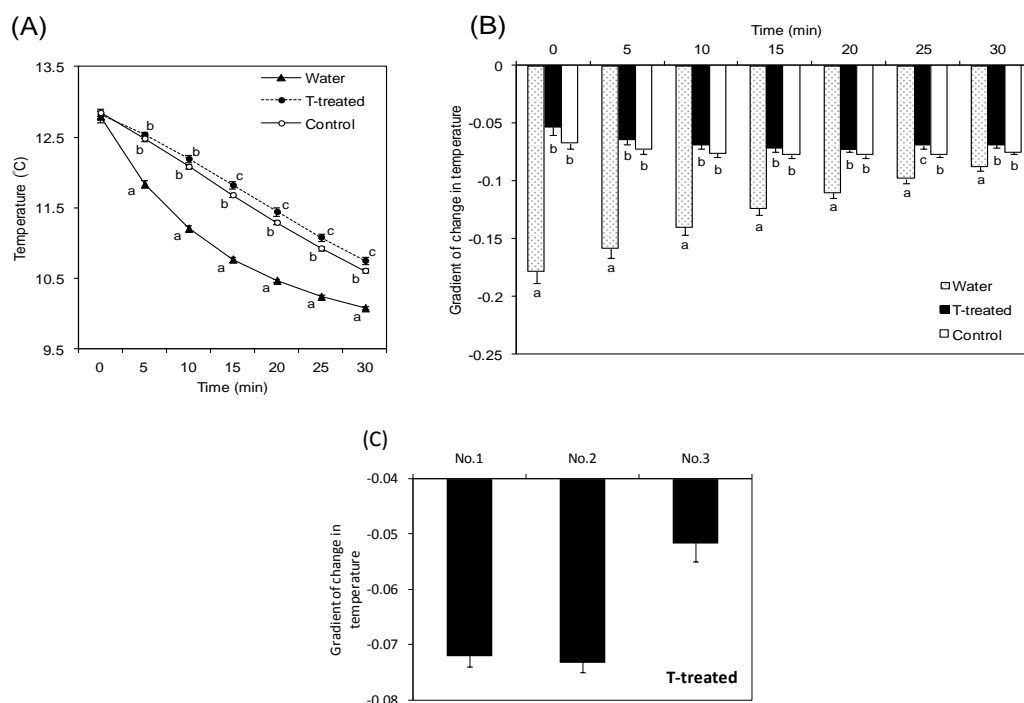 (A)
13.5
12.5
11.5
10.5
9.5
Temperature (°C)
0 5 10 15 20 25 30
Time (min)
Water
T-treated
Control
b b c c c c
b b b b b b
a a a a a a
(B)
Time (min)
0 5 10 15 20 25 30
0
-0.05
-0.1
-0.15
-0.2
-0.25
Gradient of change in temperature
b b b b b b b b b b c b b b
a a a a a a a
Water
T-treated
Control
(C)
No.1 No.2 No.3
-0.04
-0.05
-0.06
-0.07
-0.08
Gradient of change in
temperature
T-treated